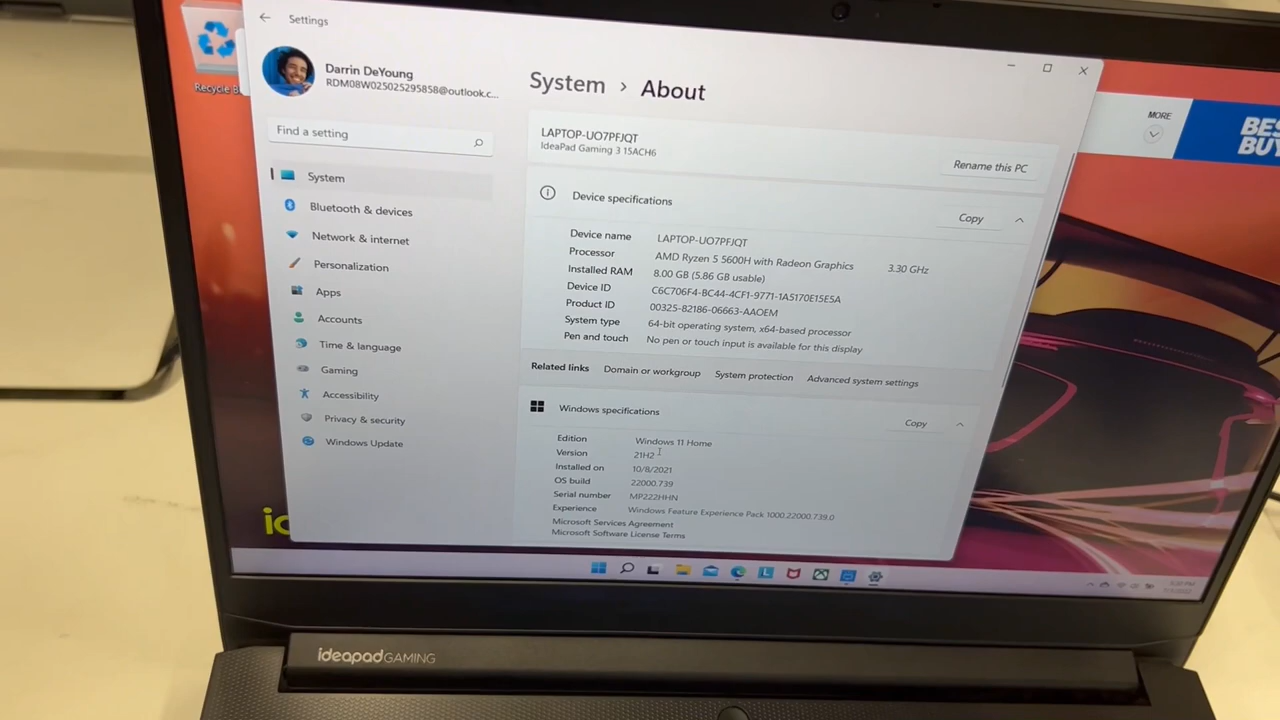 Settings
Recycle B
Darrin DeYoung
RDM08W025025295858@outlook.c...
Find a setting
System
Bluetooth & devices
Network & internet
Personalization
Apps
Accounts
Time & language
Gaming
Accessibility
Privacy & security
Windows Update
System > About
LAPTOP-UO7PFJQT
IdeaPad Gaming 3 15ACH6
Rename this PC
Device specifications
Copy
Device name LAPTOP-UO7PFJQT
Processor AMD Ryzen 5 5600H with Radeon Graphics 3.30 GHz
Installed RAM 8.00 GB (5.86 GB usable)
Device ID C6C706F4-BC44-4CF1-9771-1A5170E15E5A
Product ID 00325-82186-06663-AAOEM
System type 64-bit operating system, x64-based processor
Pen and touch No pen or touch input is available for this display
Related links Domain or workgroup System protection Advanced system settings
Windows specifications
Copy
Edition Windows 11 Home
Version 21H2
Installed on 10/8/2021
OS build 22000.739
Serial number MP222HHN
Experience Windows Feature Experience Pack 1000.22000.739.0
Microsoft Services Agreement
Microsoft Software License Terms
MORE
BES
BUY
ideapad GAMING